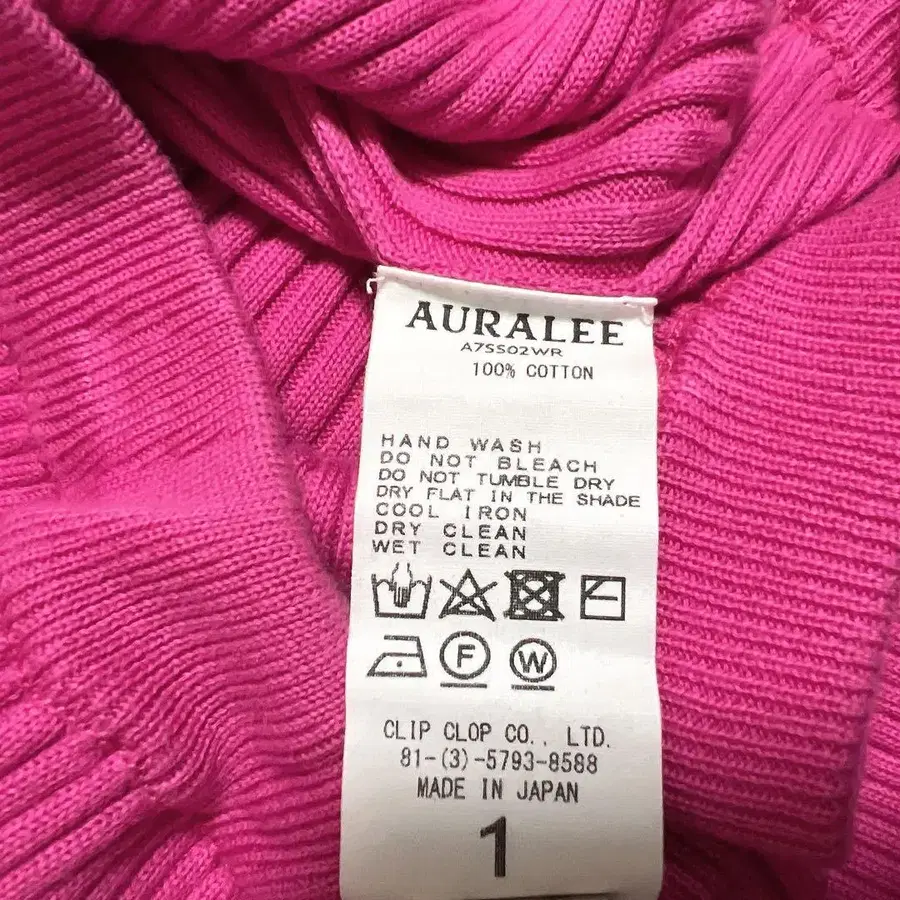 AURALEE
A7SS02WR
100% COTTON
HAND WASH
DO NOT BLEACH
DO NOT TUMBLE DRY
DRY FLAT IN THE SHADE
COOL IRON
DRY CLEAN
WET CLEAN
F W
CLIP CLOP CO., LTD.
81-(3)-5793-8588
MADE IN JAPAN
1